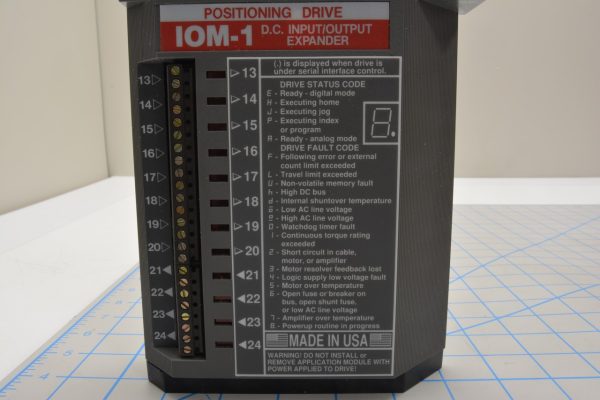 POSITIONING DRIVE
IOM-1 D.C. INPUT/OUTPUT
EXPANDER
(.) is displayed when drive is
under serial interface control.
13 ▷ ▷ 13
14 ▷ ▷ 14
15 ▷ ▷ 15
16 ▷ ▷ 16
17 ▷ ▷ 17
18 ▷ ▷ 18
19 ▷ ▷ 19
20 ▷ ▷ 20
21 ◀ ◀ 21
22 ◀ ◀ 22
23 ◀ ◀ 23
24 ◀ ◀ 24
DRIVE STATUS CODE
E - Ready - digital mode
H - Executing home
J - Executing jog
P - Executing index
or program
A - Ready - analog mode
8.
DRIVE FAULT CODE
F - Following error or external
count limit exceeded
L - Travel limit exceeded
U - Non-volatile memory fault
h - High DC bus
d - Internal shuntover temperature
6 - Low AC line voltage
9 - High AC line voltage
0 - Watchdog timer fault
1 - Continuous torque rating
exceeded
2 - Short circuit in cable,
motor, or amplifier
3 - Motor resolver feedback lost
4 - Logic supply low voltage fault
5 - Motor over temperature
6 - Open fuse or breaker on
bus, open shunt fuse,
or low AC line voltage
7 - Amplifier over temperature
8 - Powerup routine in progress
MADE IN USA
WARNING! DO NOT INSTALL or
REMOVE APPLICATION MODULE WITH
POWER APPLIED TO DRIVE!